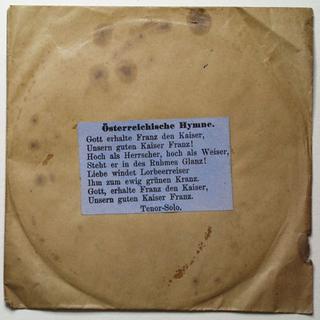 Österreichische Hymne.
Gott erhalte Franz den Kaiser,
Unsern guten Kaiser Franz!
Hoch als Herrscher, hoch als Weiser,
Steht er in des Ruhmes Glanz!
Liebe windet Lorbeerreiser
Ihm zum ewig grünen Kranz.
Gott, erhalte Franz den Kaiser,
Unsern guten Kaiser Franz.
Tenor-Solo.